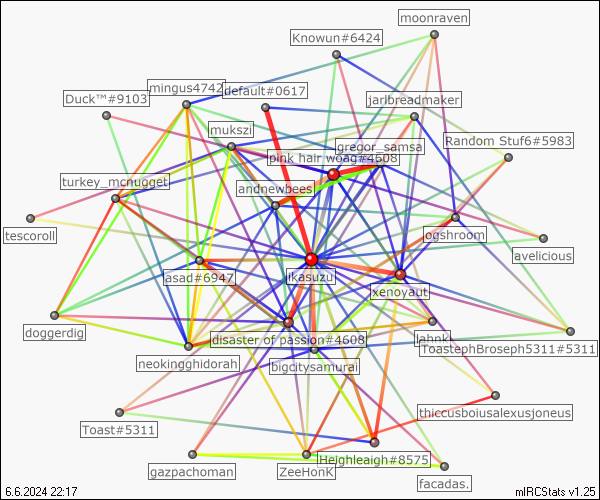 moonraven
Knowun#6424
mingus4742
default#0617
Duck™#9103
jarlbreadmaker
mukszi
gregor_samsa
Random Stuf6#5983
pink hair woag#4608
turkey_mcnugget
andnewbees
tescoroll
ogshroom
avelicious
asad#6947
ikasuzu
xenoyaut
doggerdig
disaster of passion#4608
lahnk
ToastephBroseph5311#5311
neokingghidorah
bigcitysamurai
thiccusboiusalexusjoneus
Toast#5311
gazpachoman
ZeeHonK
Heighleaigh#8575
facadas.
6.6.2024 22:17
mIRCStats v1.25